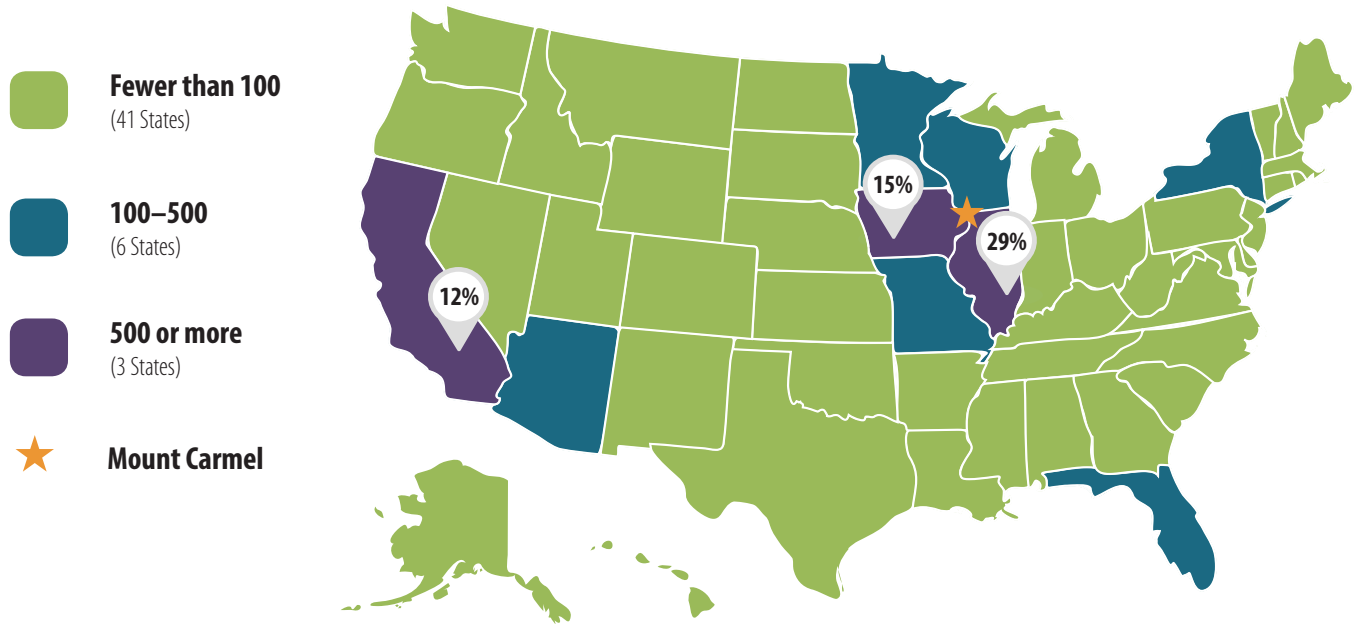 Fewer than 100
(41 States)
100–500
(6 States)
500 or more
(3 States)
Mount Carmel
15%
29%
12%